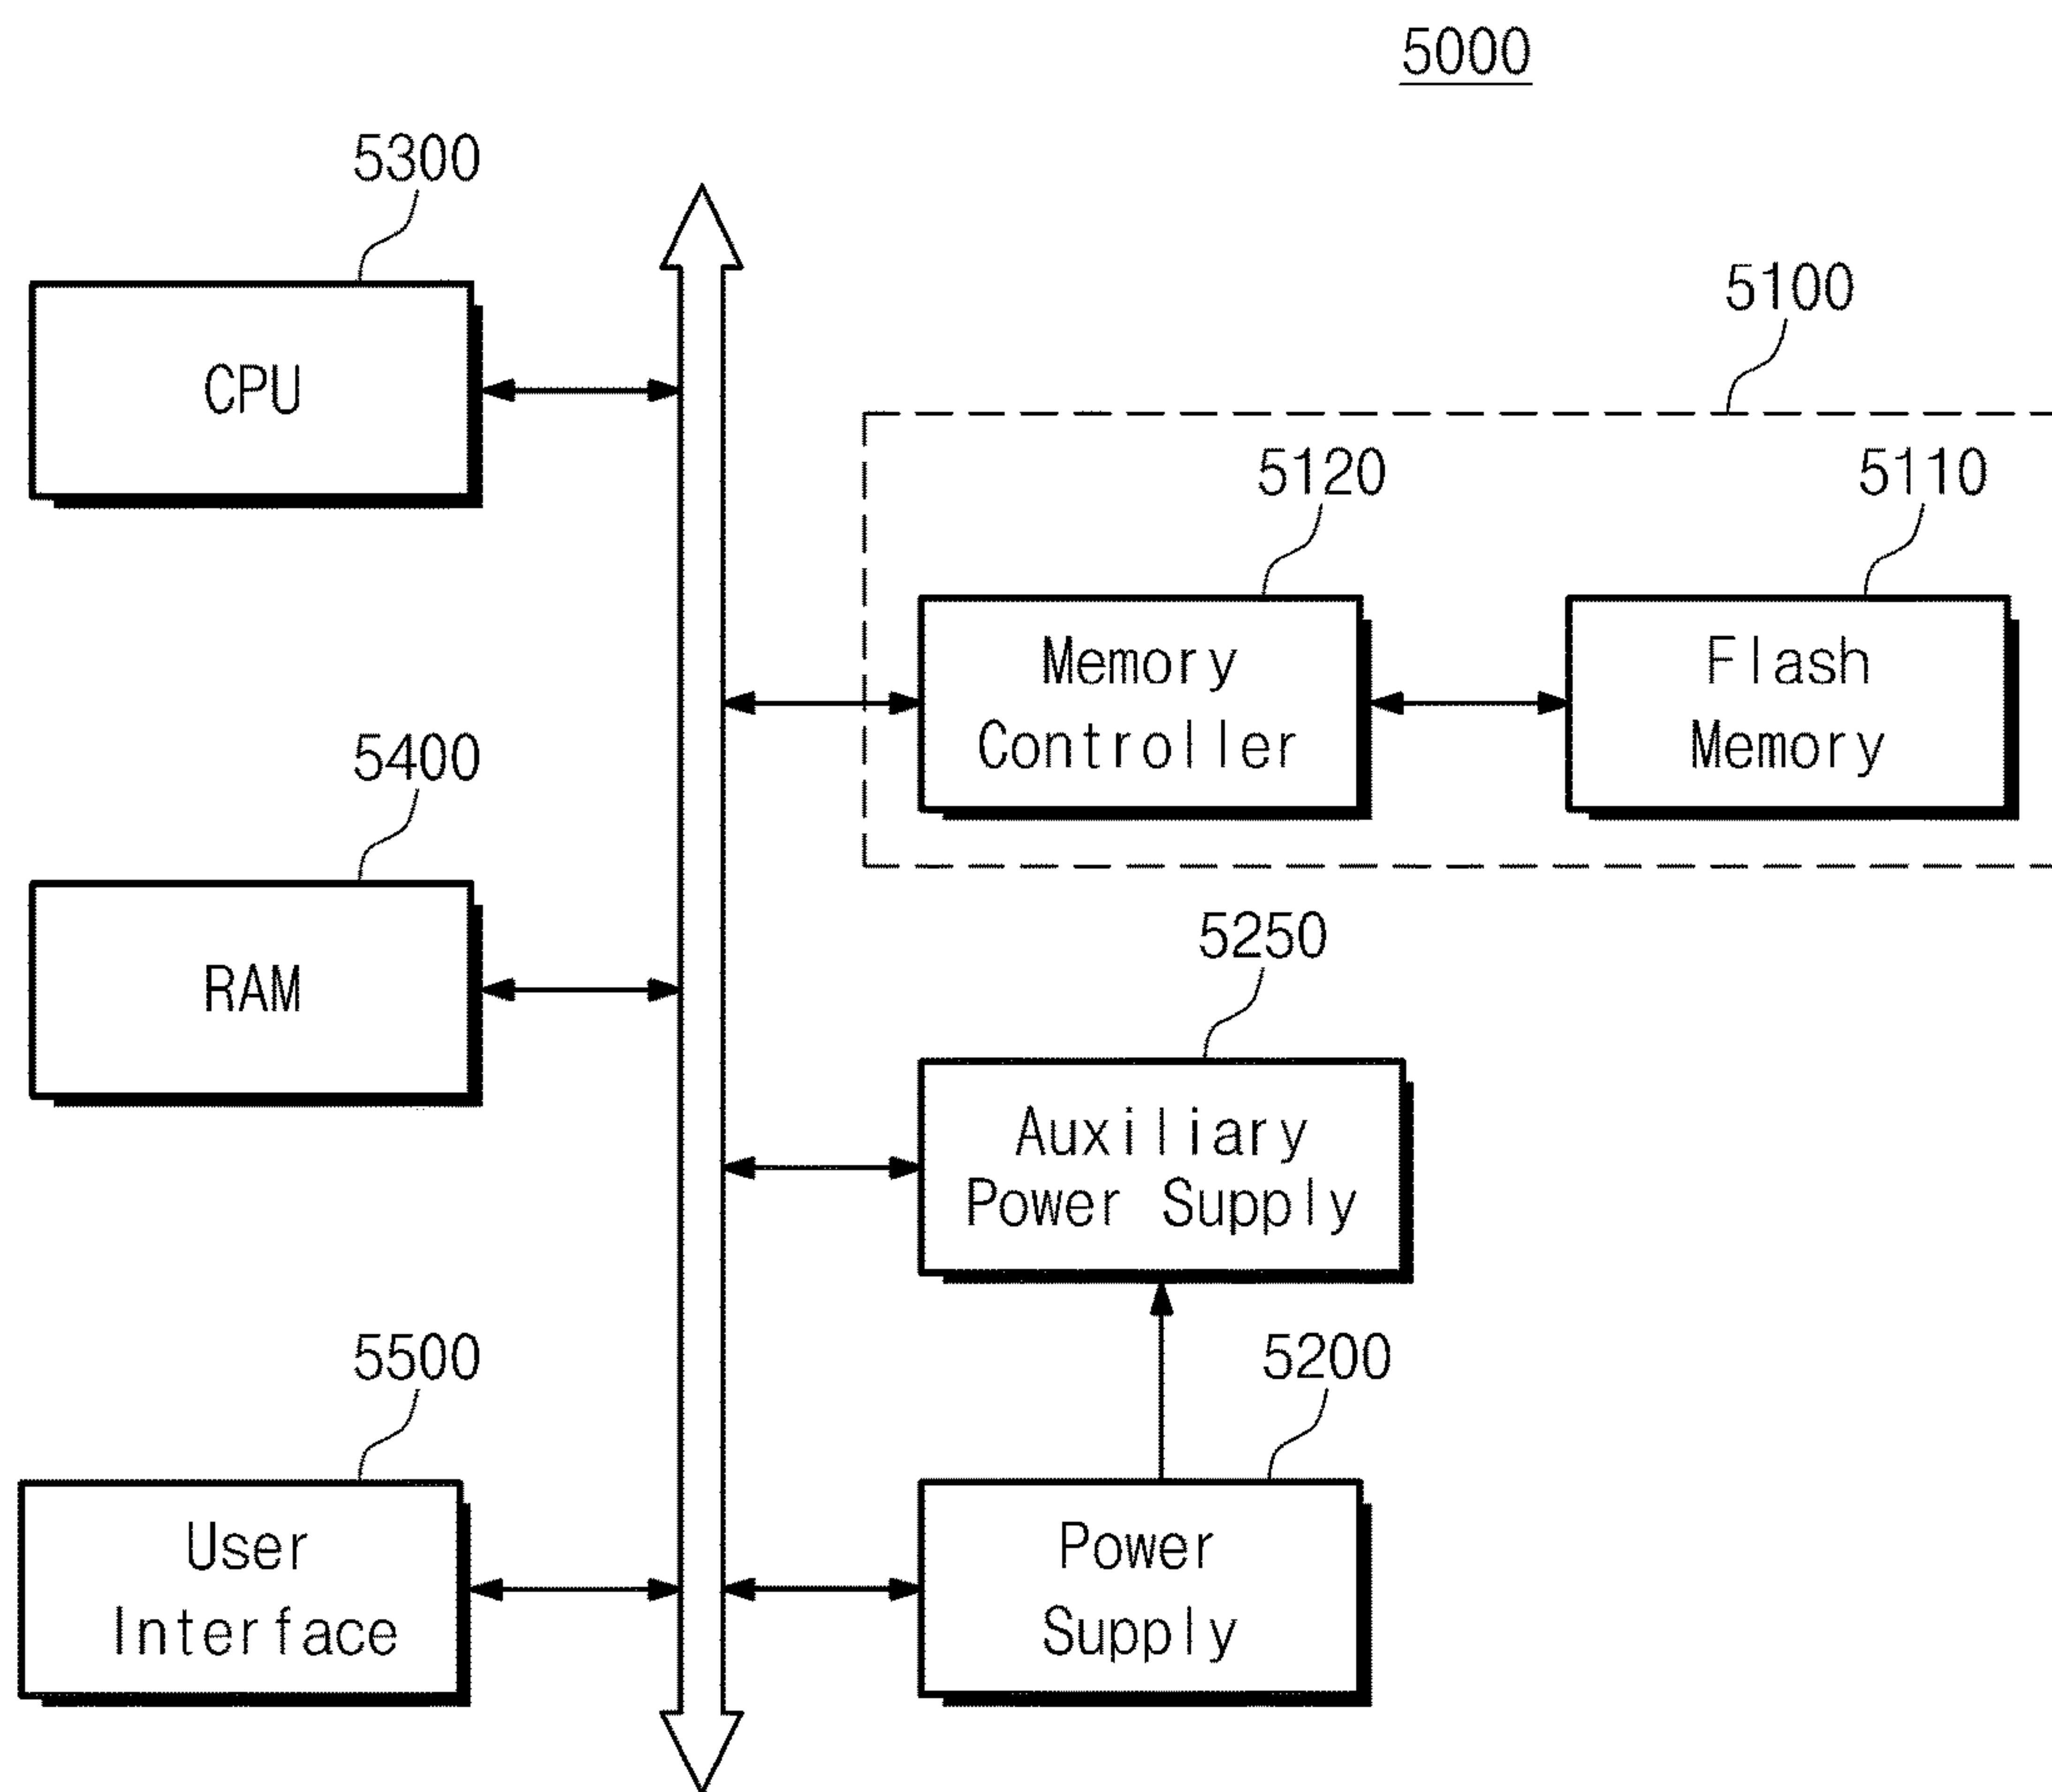 5000
5300
CPU
5100
5120
5110
Memory
Controller
Flash
Memory
5400
RAM
5250
Auxiliary
Power Supply
5500
User
Interface
5200
Power
Supply